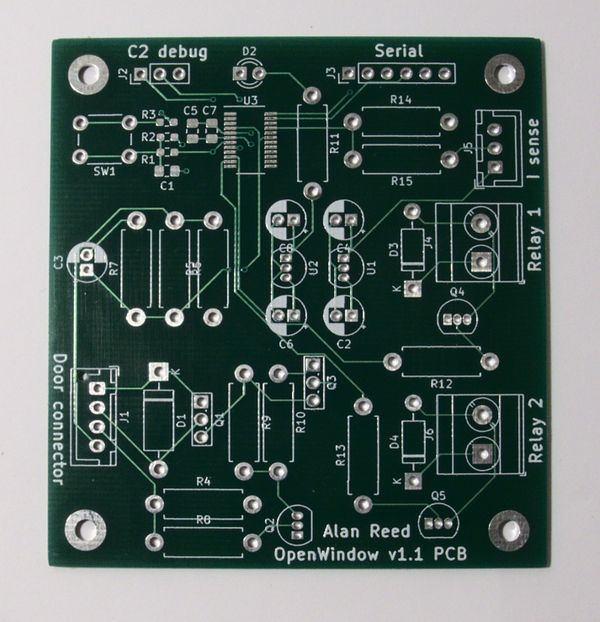 C2 debug
D2
Serial
J2
J3
U3
R14
R3
C5 C7
R2
R11
J5
I sense
R1
R15
SW1
C1
Relay 1
D3
J4
C3
R7
C8
C4
U2
U1
K
Q4
C6
C2
Door connector
K
Q3
R12
J1
D1
Q1
R9
R10
Relay 2
R13
D4
J6
R4
K
R6
Q2
Q5
Alan Reed
OpenWindow v1.1 PCB